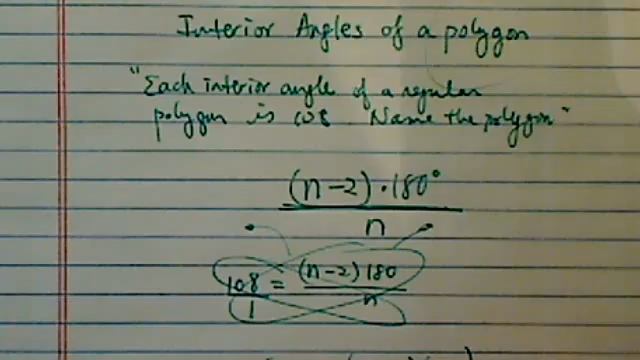 Interior Angles of a polygon
"Each interior angle of a regular
polygon is 108 Name the polygon"
(n-2)·180°
n
108 = (n-2)180
1 n